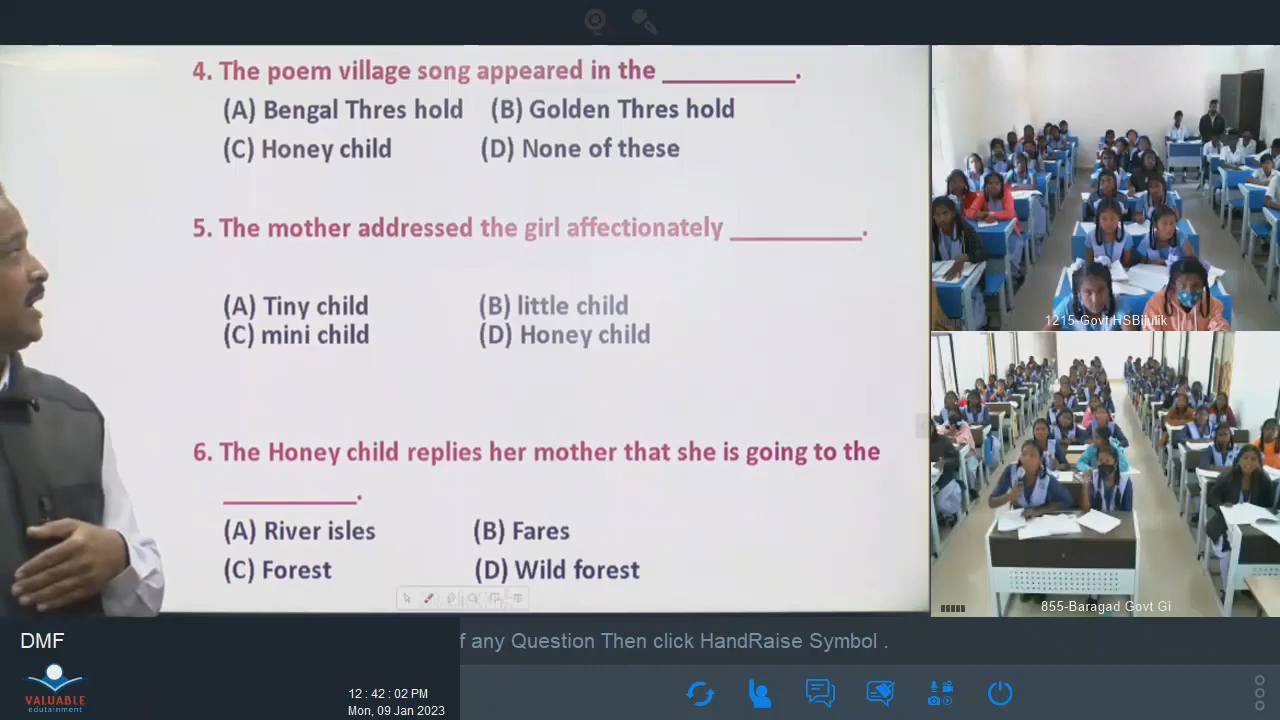 4. The poem village song appeared in the __________.
(A) Bengal Thres hold (B) Golden Thres hold
(C) Honey child (D) None of these
5. The mother addressed the girl affectionately __________.
(A) Tiny child (B) little child
(C) mini child (D) Honey child
6. The Honey child replies her mother that she is going to the
__________.
(A) River isles (B) Fares
(C) Forest (D) Wild forest
1215-Govt HSBijulik
855-Baragad Govt Gi
DMF
f any Question Then click HandRaise Symbol .
VALUABLE
edutainment
12 : 42 : 02 PM
Mon, 09 Jan 2023